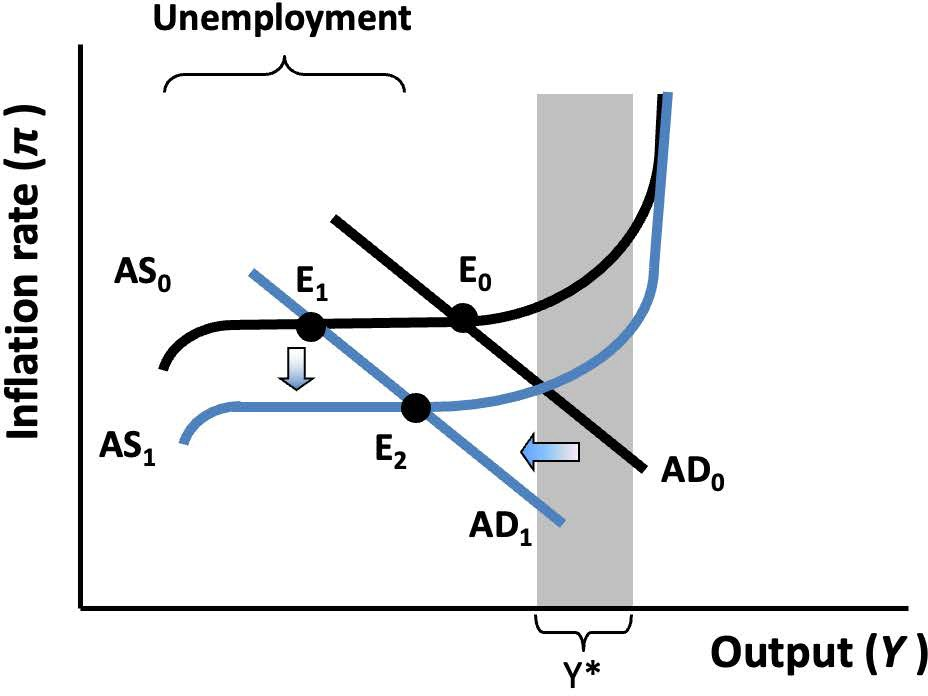 Unemployment
Inflation rate (π)
AS₀
E₁
E₀
AS₁
E₂
AD₀
AD₁
Output (Y)
Y*